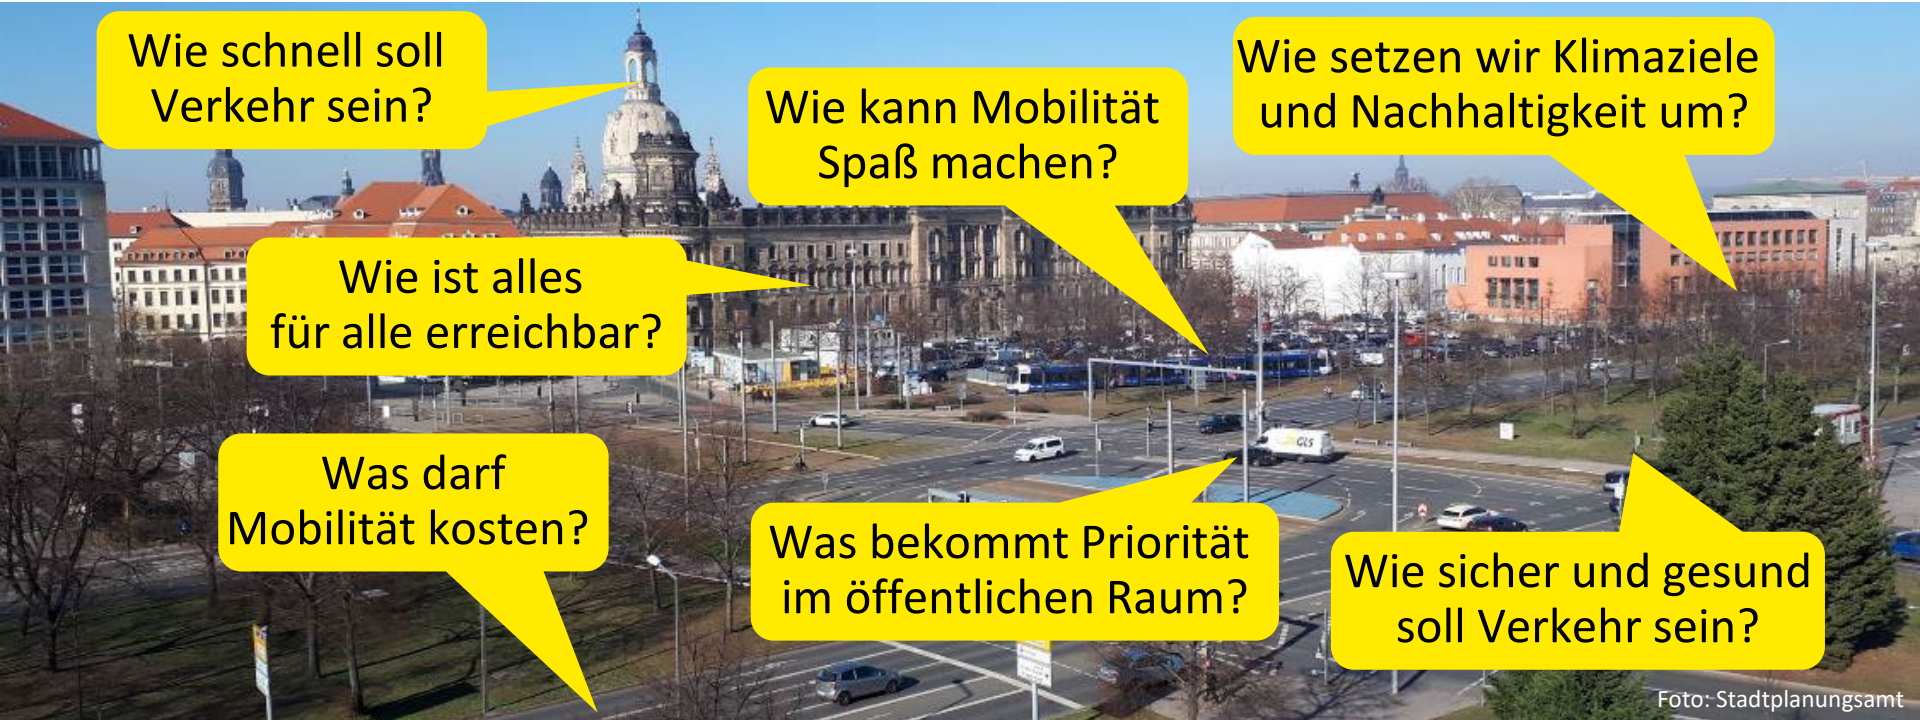 Wie schnell soll
Verkehr sein?
Wie kann Mobilität
Spaß machen?
Wie setzen wir Klimaziele
und Nachhaltigkeit um?
Wie ist alles
für alle erreichbar?
Was darf
Mobilität kosten?
Was bekommt Priorität
im öffentlichen Raum?
Wie sicher und gesund
soll Verkehr sein?
GLS
Foto: Stadtplanungsamt